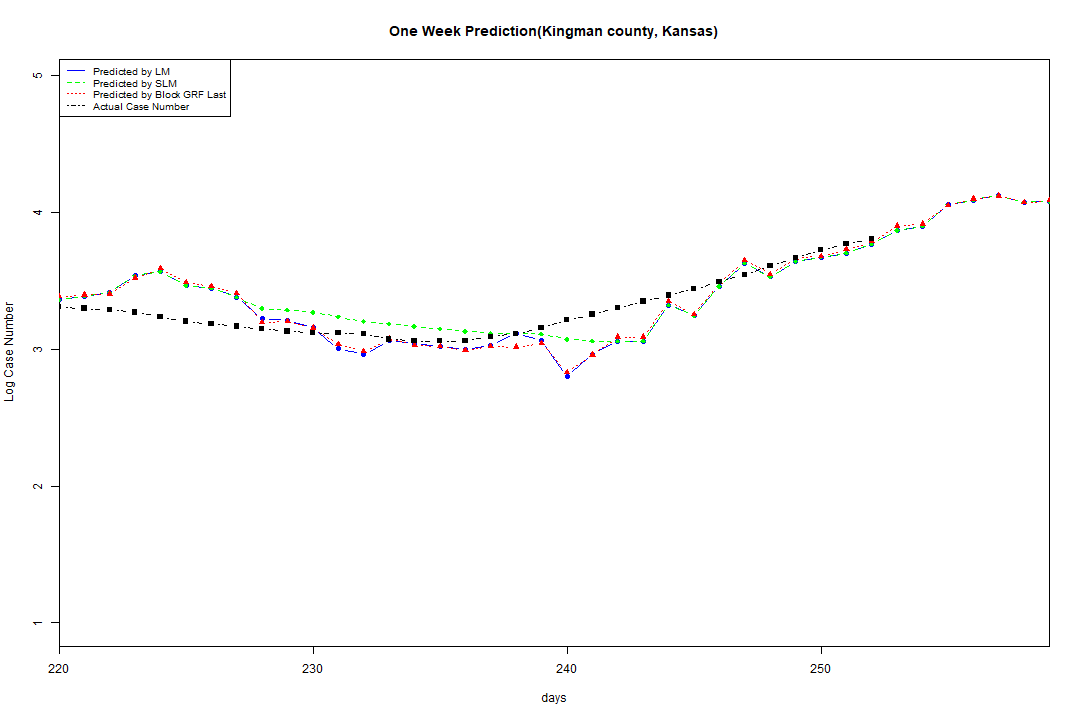 One Week Prediction(Kingman county, Kansas)
Predicted by LM
Predicted by SLM
Predicted by Block GRF Last
Actual Case Number
5
4
3
2
1
Log Case Number
220
230
240
250
days